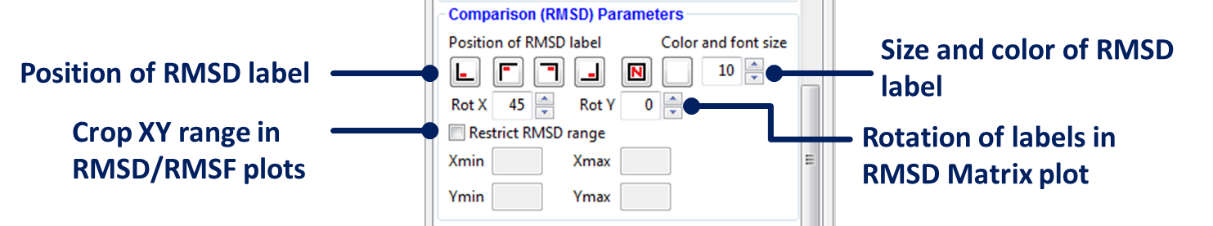 Comparison (RMSD) Parameters
Position of RMSD label Color and font size
N 10
Rot X 45 Rot Y 0
Restrict RMSD range
Xmin Xmax
Ymin Ymax
Position of RMSD label
Crop XY range in
RMSD/RMSF plots
Size and color of RMSD
label
Rotation of labels in
RMSD Matrix plot